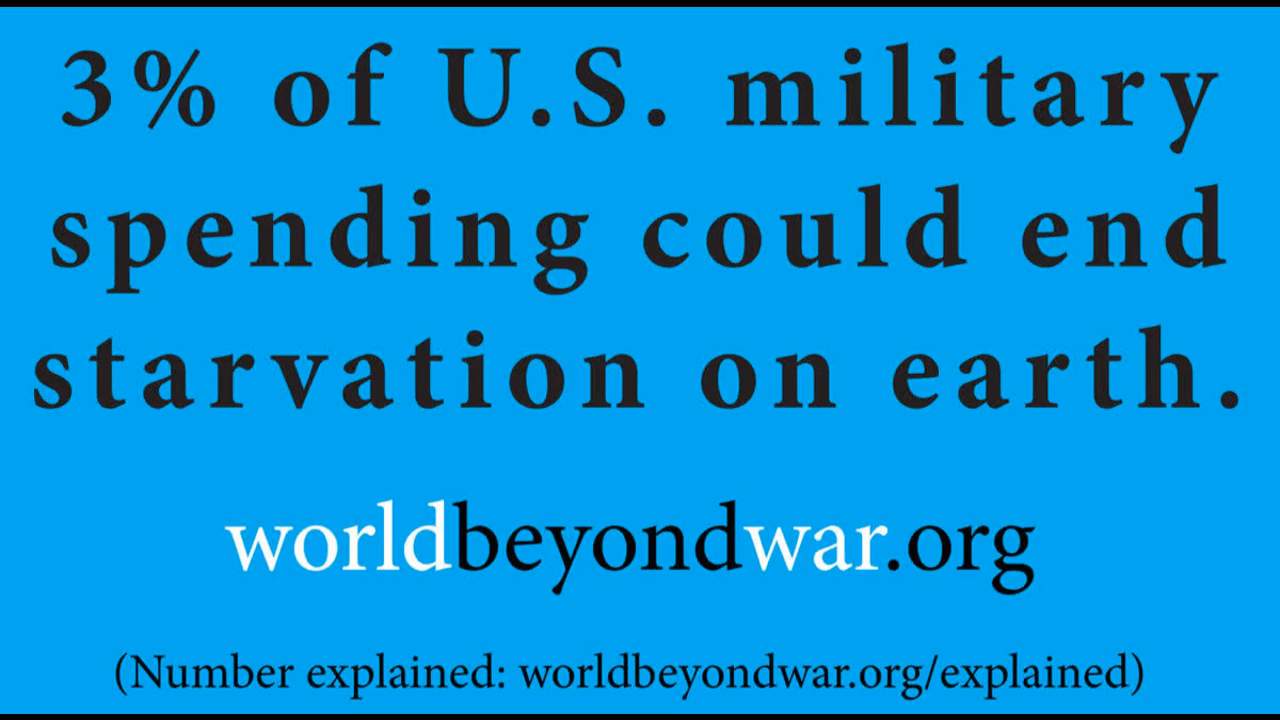 3% of U.S. military
spending could end
starvation on earth.
worldbeyondwar.org
(Number explained: worldbeyondwar.org/explained)